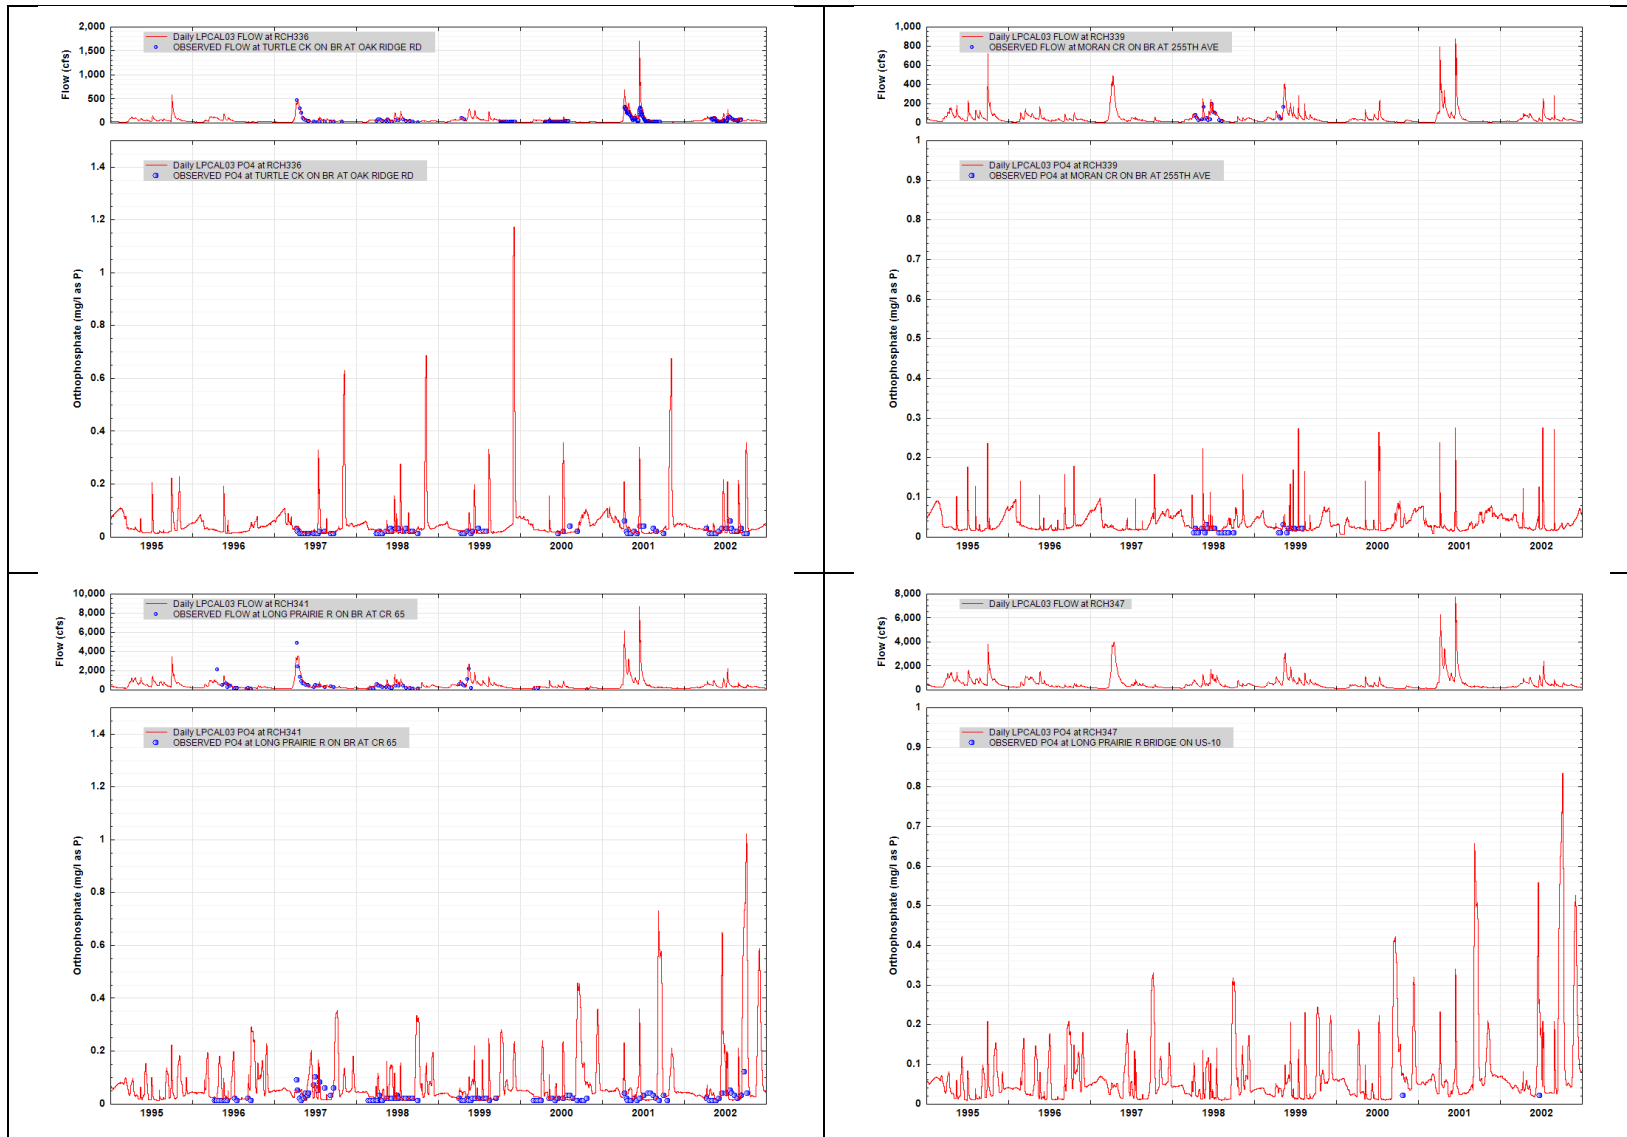 2,000
1,500
1,000
500
0
Flow (cfs)
Daily LPCAL03 FLOW at RCH336
OBSERVED FLOW at TURTLE CK ON BR AT OAK RIDGE RD
1.4
1.2
1
0.8
0.6
0.4
0.2
0
Orthophosphate (mg/l as P)
Daily LPCAL03 PO4 at RCH336
OBSERVED PO4 at TURTLE CK ON BR AT OAK RIDGE RD
1995 1996 1997 1998 1999 2000 2001 2002
1,000
800
600
400
200
0
Flow (cfs)
Daily LPCAL03 FLOW at RCH339
OBSERVED FLOW at MORAN CR ON BR AT 255TH AVE
1
0.9
0.8
0.7
0.6
0.5
0.4
0.3
0.2
0.1
0
Orthophosphate (mg/l as P)
Daily LPCAL03 PO4 at RCH339
OBSERVED PO4 at MORAN CR ON BR AT 255TH AVE
1995 1996 1997 1998 1999 2000 2001 2002
10,000
8,000
6,000
4,000
2,000
0
Flow (cfs)
Daily LPCAL03 FLOW at RCH341
OBSERVED FLOW at LONG PRAIRIE R ON BR AT CR 65
1.4
1.2
1
0.8
0.6
0.4
0.2
0
Orthophosphate (mg/l as P)
Daily LPCAL03 PO4 at RCH341
OBSERVED PO4 at LONG PRAIRIE R ON BR AT CR 65
1995 1996 1997 1998 1999 2000 2001 2002
8,000
6,000
4,000
2,000
0
Flow (cfs)
Daily LPCAL03 FLOW at RCH347
1
0.9
0.8
0.7
0.6
0.5
0.4
0.3
0.2
0.1
0
Orthophosphate (mg/l as P)
Daily LPCAL03 PO4 at RCH347
OBSERVED PO4 at LONG PRAIRIE R BRIDGE ON US-10
1995 1996 1997 1998 1999 2000 2001 2002